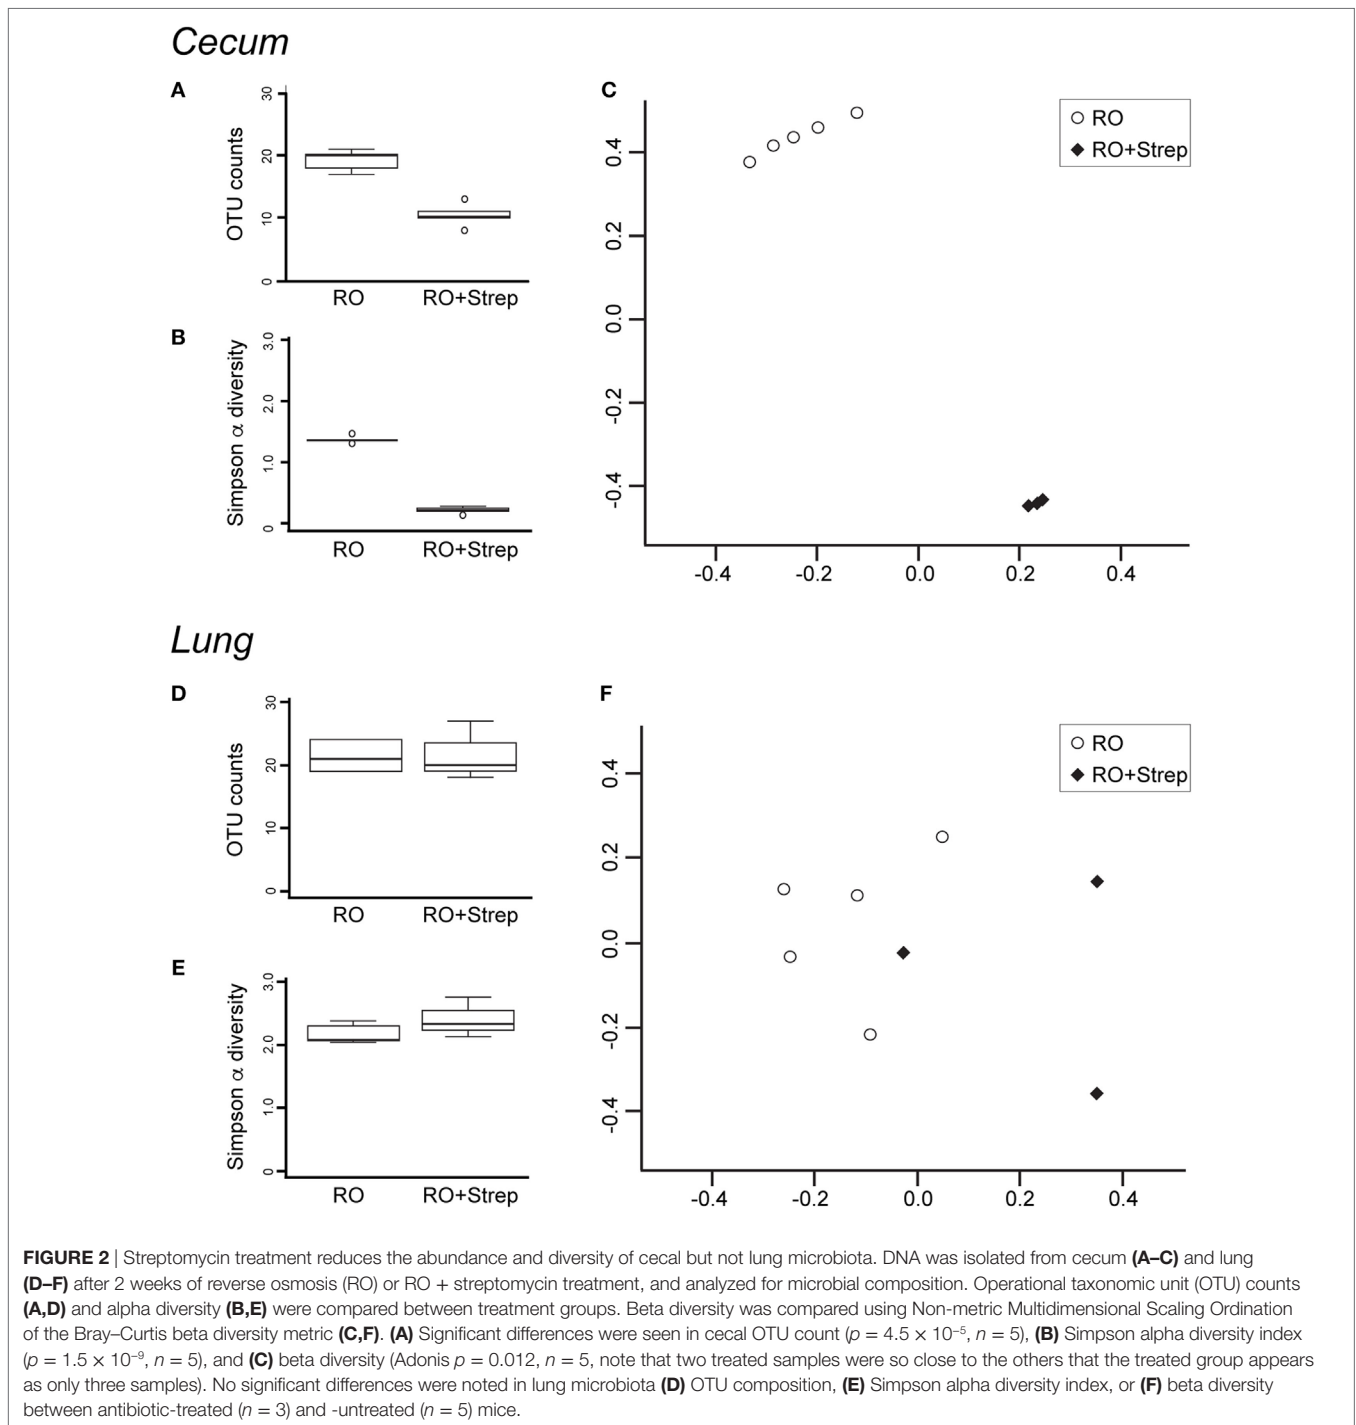 Cecum
A
OTU counts
30
20
10
0
RO RO+Strep
B
Simpson α diversity
3.0
2.0
1.0
0
RO RO+Strep
C
RO
RO+Strep
0.4
0.2
0.0
-0.2
-0.4
-0.4 -0.2 0.0 0.2 0.4
Lung
D
OTU counts
30
20
10
0
RO RO+Strep
E
Simpson α diversity
3.0
2.0
1.0
0
RO RO+Strep
F
RO
RO+Strep
0.4
0.2
0.0
-0.2
-0.4
-0.4 -0.2 0.0 0.2 0.4
FIGURE 2 | Streptomycin treatment reduces the abundance and diversity of cecal but not lung microbiota. DNA was isolated from cecum (A–C) and lung
(D–F) after 2 weeks of reverse osmosis (RO) or RO + streptomycin treatment, and analyzed for microbial composition. Operational taxonomic unit (OTU) counts
(A,D) and alpha diversity (B,E) were compared between treatment groups. Beta diversity was compared using Non-metric Multidimensional Scaling Ordination
of the Bray–Curtis beta diversity metric (C,F). (A) Significant differences were seen in cecal OTU count (p = 4.5 × 10⁻⁵, n = 5), (B) Simpson alpha diversity index
(p = 1.5 × 10⁻⁹, n = 5), and (C) beta diversity (Adonis p = 0.012, n = 5, note that two treated samples were so close to the others that the treated group appears
as only three samples). No significant differences were noted in lung microbiota (D) OTU composition, (E) Simpson alpha diversity index, or (F) beta diversity
between antibiotic-treated (n = 3) and -untreated (n = 5) mice.